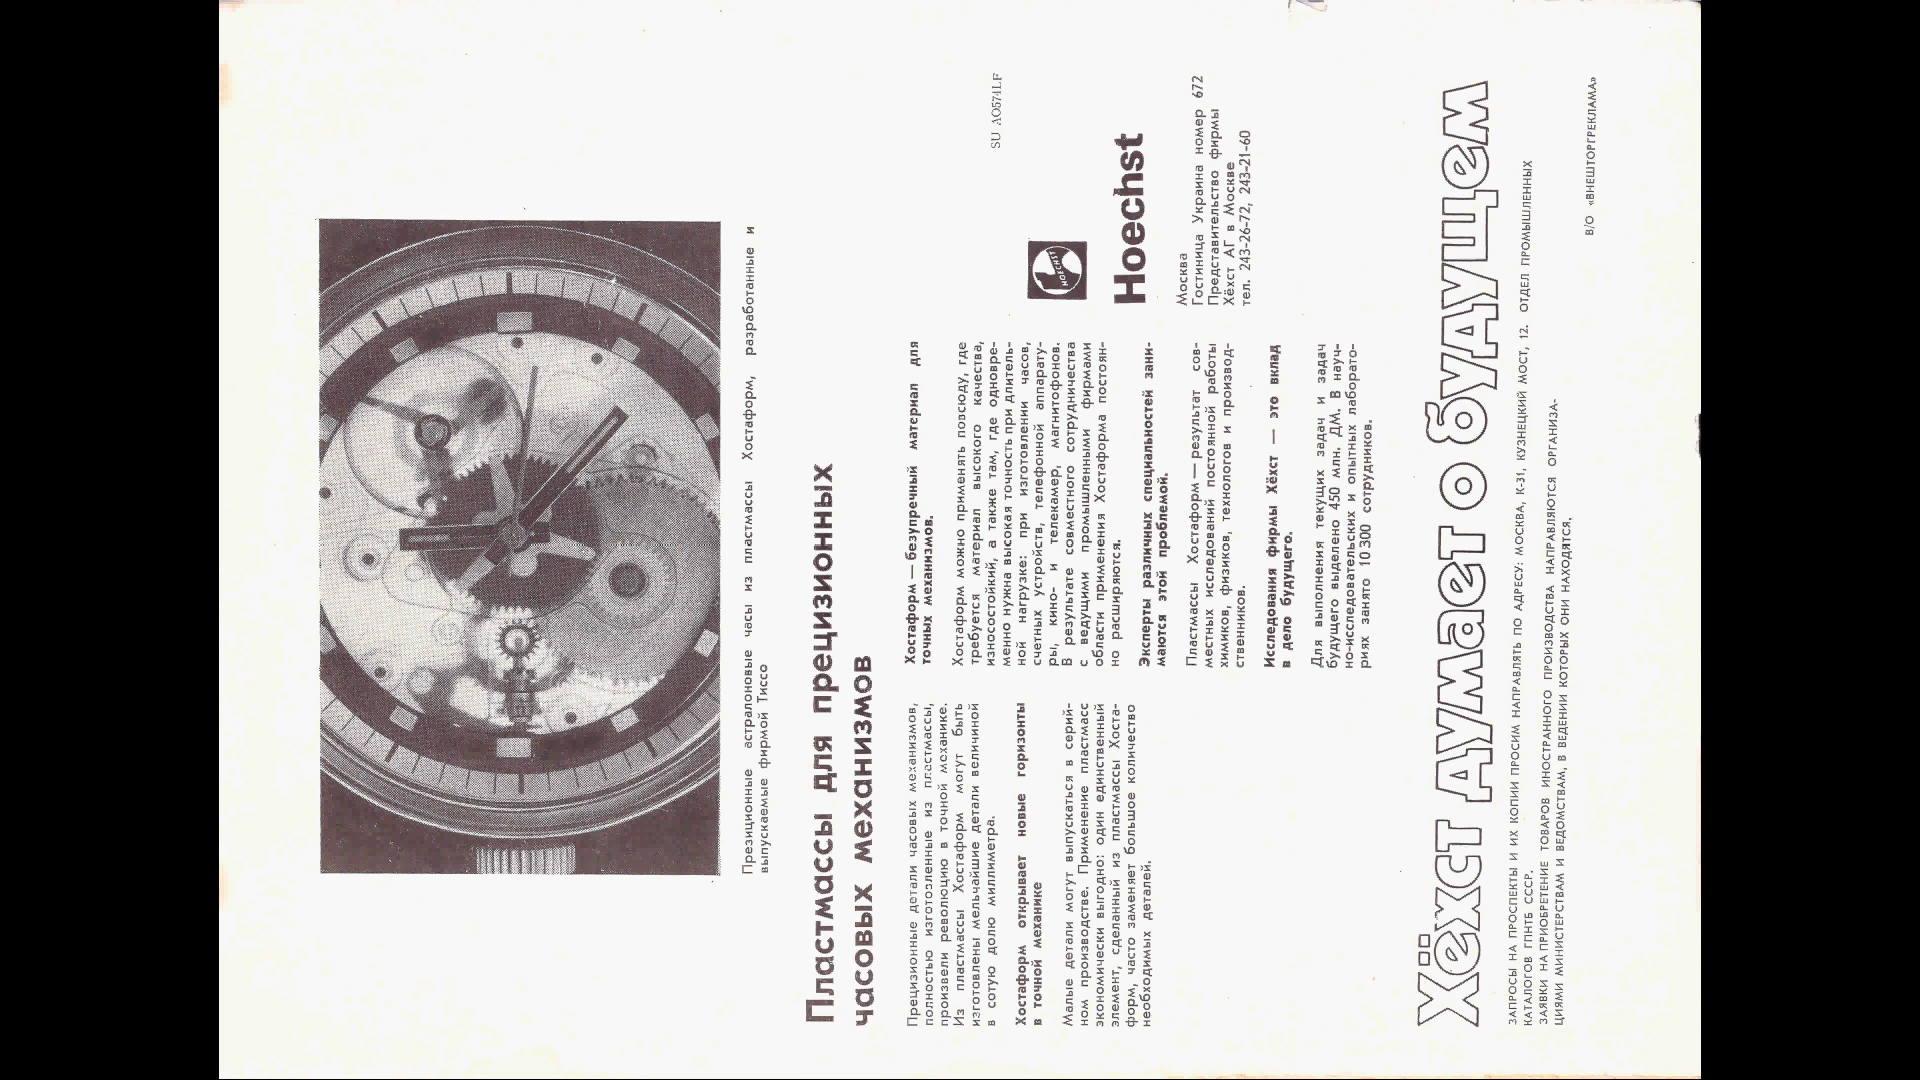 Презиционные астралоновые часы из пластмассы Хостаформ, разработанные и
выпускаемые фирмой Тиссо
Пластмассы для прецизионных
часовых механизмов
Прецизионные детали часовых механизмов,
полностью изготовленные из пластмассы,
произвели революцию в точной механике.
Из пластмассы Хостаформ могут быть
изготовлены мельчайшие детали величиной
в сотую долю миллиметра.
Хостаформ открывает новые горизонты
в точной механике
Малые детали могут выпускаться в серий-
ном производстве. Применение пластмасс
экономически выгодно: один единственный
элемент, сделанный из пластмассы Хоста-
форм, часто заменяет большое количество
необходимых деталей.
Хостаформ — безупречный материал для
точных механизмов.
Хостаформ можно применять повсюду, где
требуется материал высокого качества,
износостойкий, а также там, где одновре-
менно нужна высокая точность при длитель-
ной нагрузке: при изготовлении часов,
счетных устройств, телефонной аппарату-
ры, кино- и телекамер, магнитофонов.
В результате совместного сотрудничества
с ведущими промышленными фирмами
области применения Хостаформа постоян-
но расширяются.
Эксперты различных специальностей зани-
маются этой проблемой.
Пластмассы Хостаформ — результат сов-
местных исследований постоянной работы
химиков, физиков, технологов и производ-
ственников.
Исследования фирмы Хёхст — это вклад
в дело будущего.
Для выполнения текущих задач и задач
будущего выделено 450 млн. ДМ. В науч-
но-исследовательских и опытных лаборато-
риях занято 10 300 сотрудников.
SU AO574LF
HOECHST
Hoechst
Москва
Гостиница Украина номер 672
Представительство фирмы
Хёхст АГ в Москве
тел. 243-26-72, 243-21-60
Хёхст думает о будущем
ЗАПРОСЫ НА ПРОСПЕКТЫ И ИХ КОПИИ ПРОСИМ НАПРАВЛЯТЬ ПО АДРЕСУ: МОСКВА, К-31, КУЗНЕЦКИЙ МОСТ, 12. ОТДЕЛ ПРОМЫШЛЕННЫХ
КАТАЛОГОВ ГПНТБ СССР.
ЗАЯВКИ НА ПРИОБРЕТЕНИЕ ТОВАРОВ ИНОСТРАННОГО ПРОИЗВОДСТВА НАПРАВЛЯЮТСЯ ОРГАНИЗА-
ЦИЯМИ МИНИСТЕРСТВАМ И ВЕДОМСТВАМ, В ВЕДЕНИИ КОТОРЫХ ОНИ НАХОДЯТСЯ.
В/О «ВНЕШТОРГРЕКЛАМА»